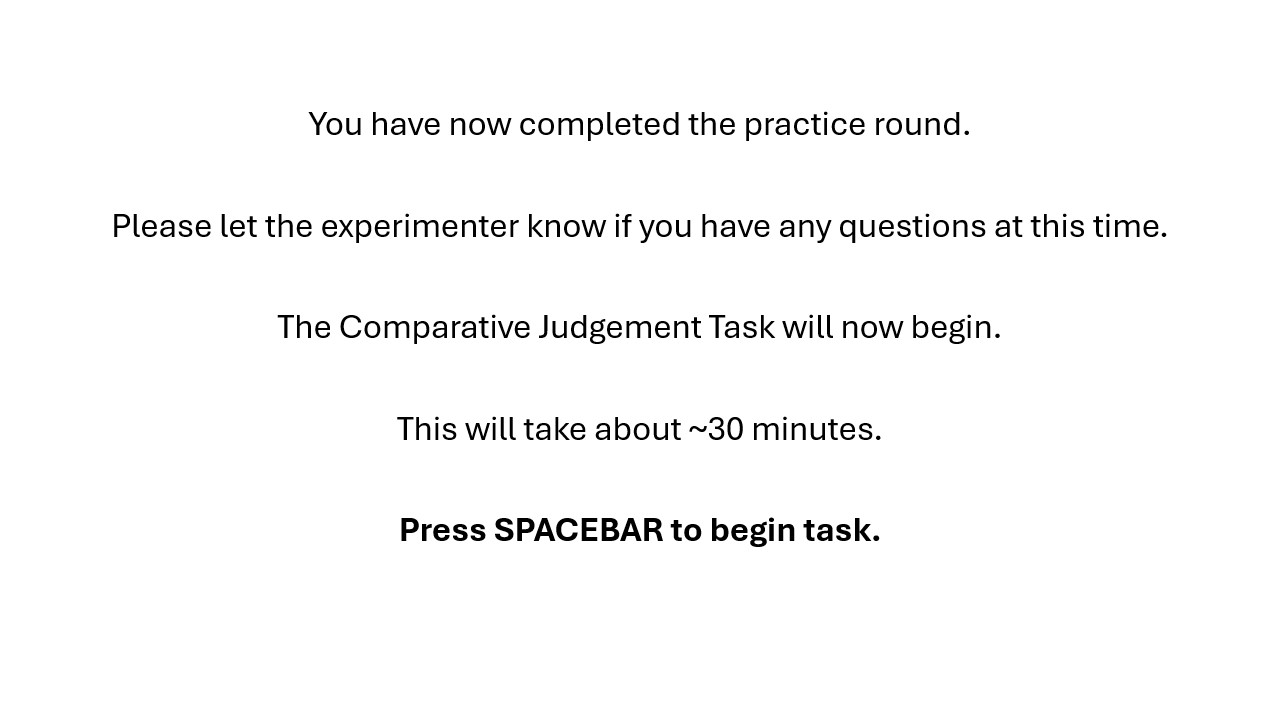 You have now completed the practice round.
Please let the experimenter know if you have any questions at this time.
The Comparative Judgement Task will now begin.
This will take about ~30 minutes.
Press SPACEBAR to begin task.